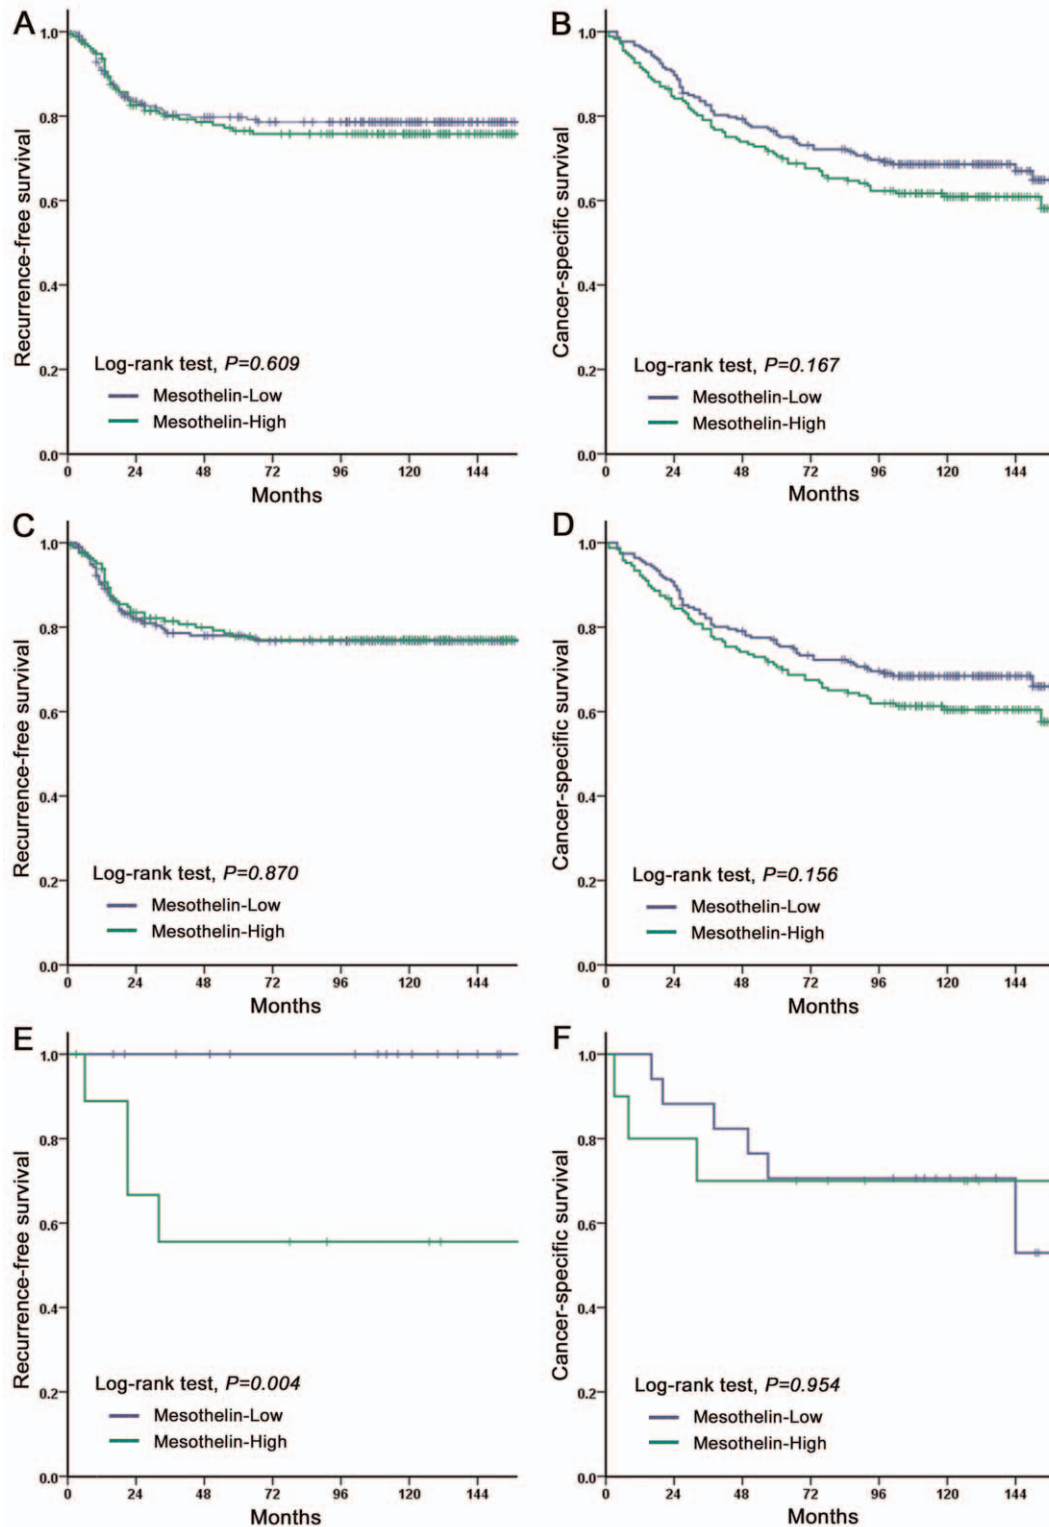 A
Recurrence-free survival
1.0
0.8
0.6
0.4
0.2
0.0
Log-rank test, P=0.609
Mesothelin-Low
Mesothelin-High
0 24 48 72 96 120 144
Months
B
Cancer-specific survival
1.0
0.8
0.6
0.4
0.2
0.0
Log-rank test, P=0.167
Mesothelin-Low
Mesothelin-High
0 24 48 72 96 120 144
Months
C
Recurrence-free survival
1.0
0.8
0.6
0.4
0.2
0.0
Log-rank test, P=0.870
Mesothelin-Low
Mesothelin-High
0 24 48 72 96 120 144
Months
D
Cancer-specific survival
1.0
0.8
0.6
0.4
0.2
0.0
Log-rank test, P=0.156
Mesothelin-Low
Mesothelin-High
0 24 48 72 96 120 144
Months
E
Recurrence-free survival
1.0
0.8
0.6
0.4
0.2
0.0
Log-rank test, P=0.004
Mesothelin-Low
Mesothelin-High
0 24 48 72 96 120 144
Months
F
Cancer-specific survival
1.0
0.8
0.6
0.4
0.2
0.0
Log-rank test, P=0.954
Mesothelin-Low
Mesothelin-High
0 24 48 72 96 120 144
Months